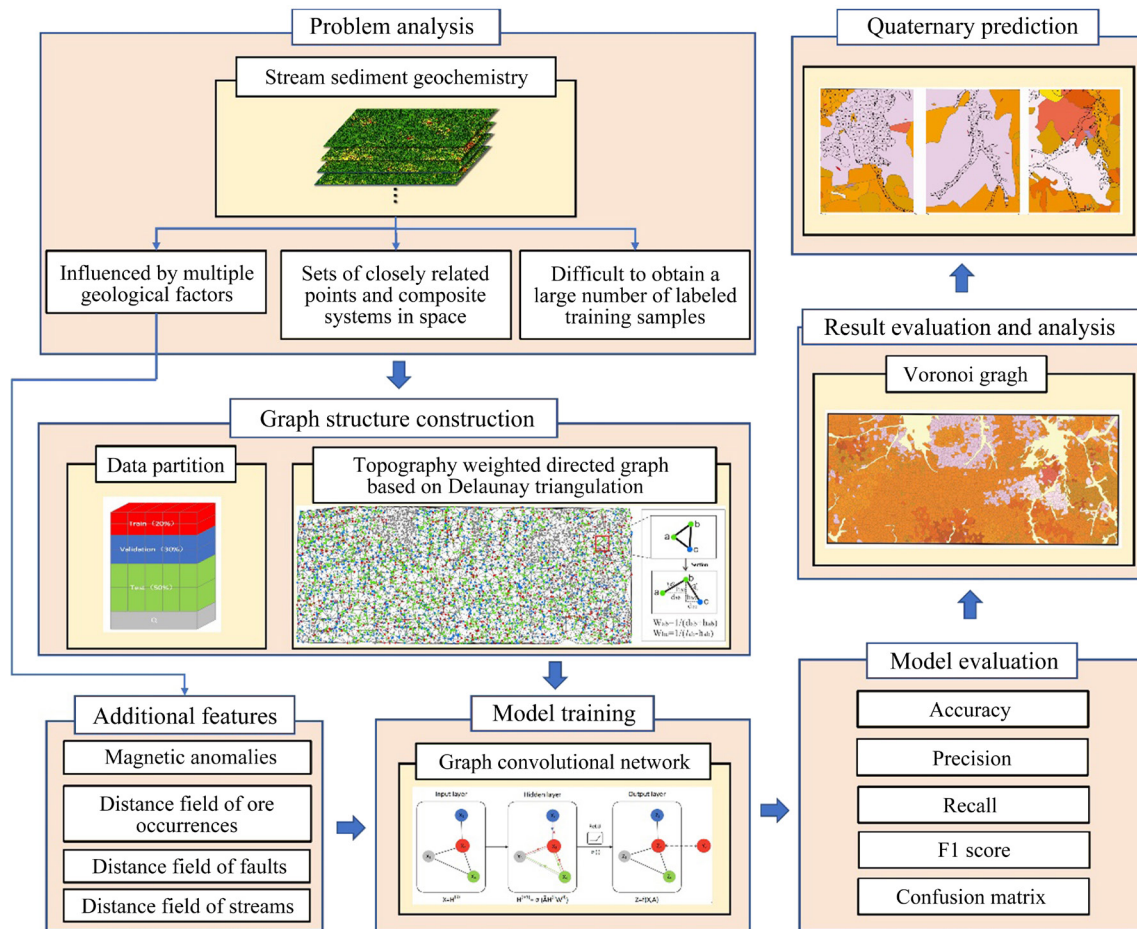 Problem analysis
Stream sediment geochemistry
Influenced by multiple
geological factors
Sets of closely related
points and composite
systems in space
Difficult to obtain a
large number of labeled
training samples
Graph structure construction
Data partition
Train (20%)
Validation (30%)
Test (50%)
Topography weighted directed graph
based on Delaunay triangulation
a
b
c
a
b
c
Additional features
Magnetic anomalies
Distance field of ore
occurrences
Distance field of faults
Distance field of streams
Model training
Graph convolutional network
Input layer
Hidden layer
Output layer
Z=f(X,A)
Model evaluation
Accuracy
Precision
Recall
F1 score
Confusion matrix
Result evaluation and analysis
Voronoi gragh
Quaternary prediction